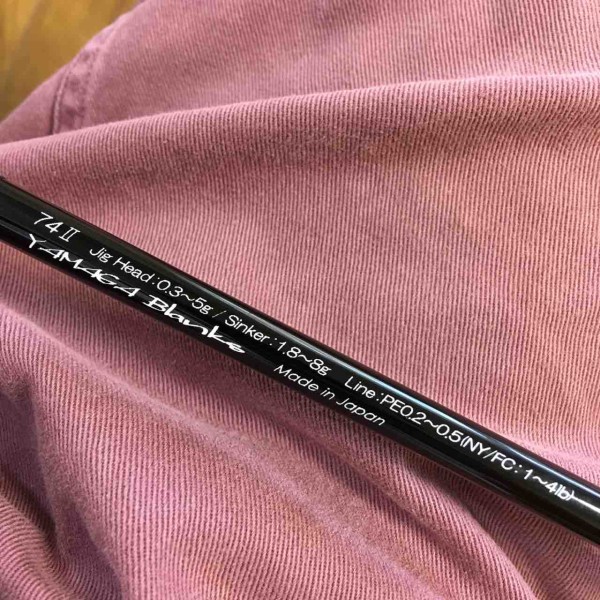 74Ⅱ Jig Head:0.3~5g / Sinker:1.8~8g Line:PE0.2~0.5(NY/FC:1~4lb)
YAMAGA Blanks Made in Japan